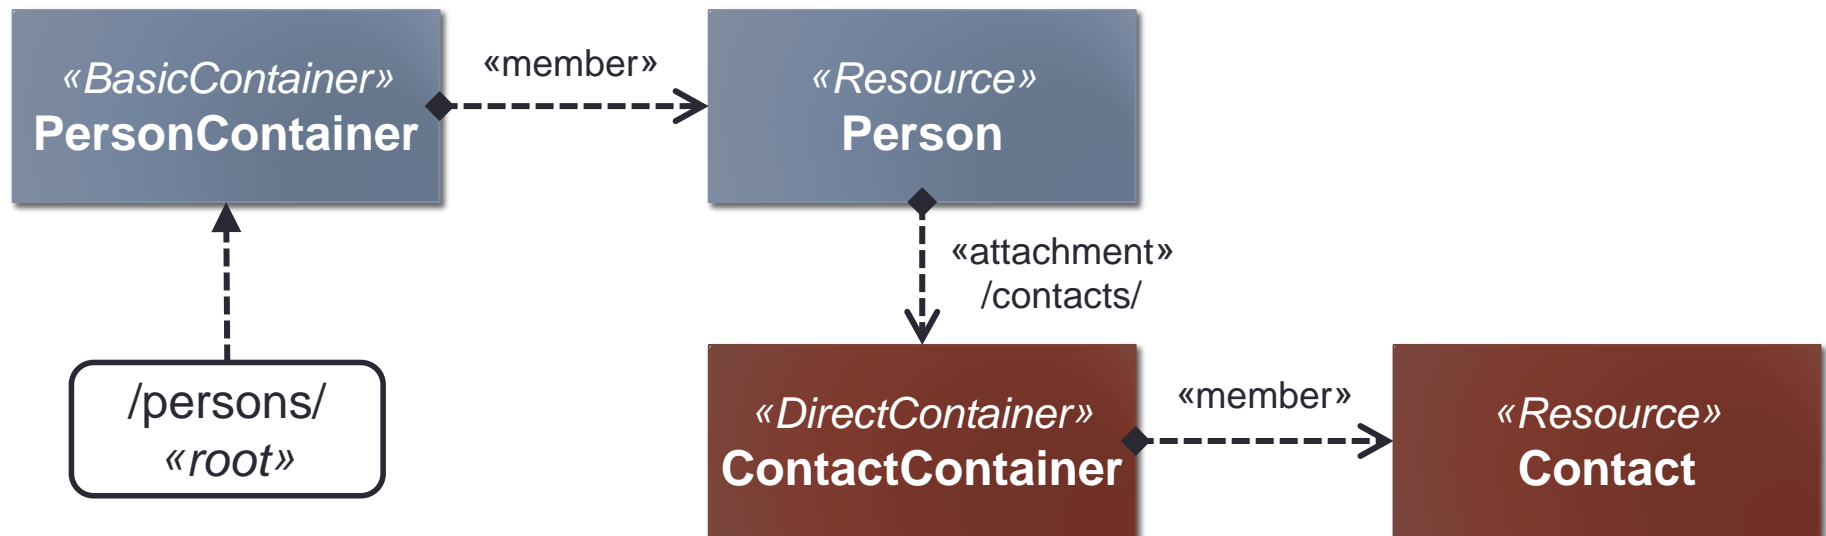 «BasicContainer»
PersonContainer
«member»
«Resource»
Person
«attachment»
/contacts/
/persons/
«root»
«DirectContainer»
ContactContainer
«member»
«Resource»
Contact